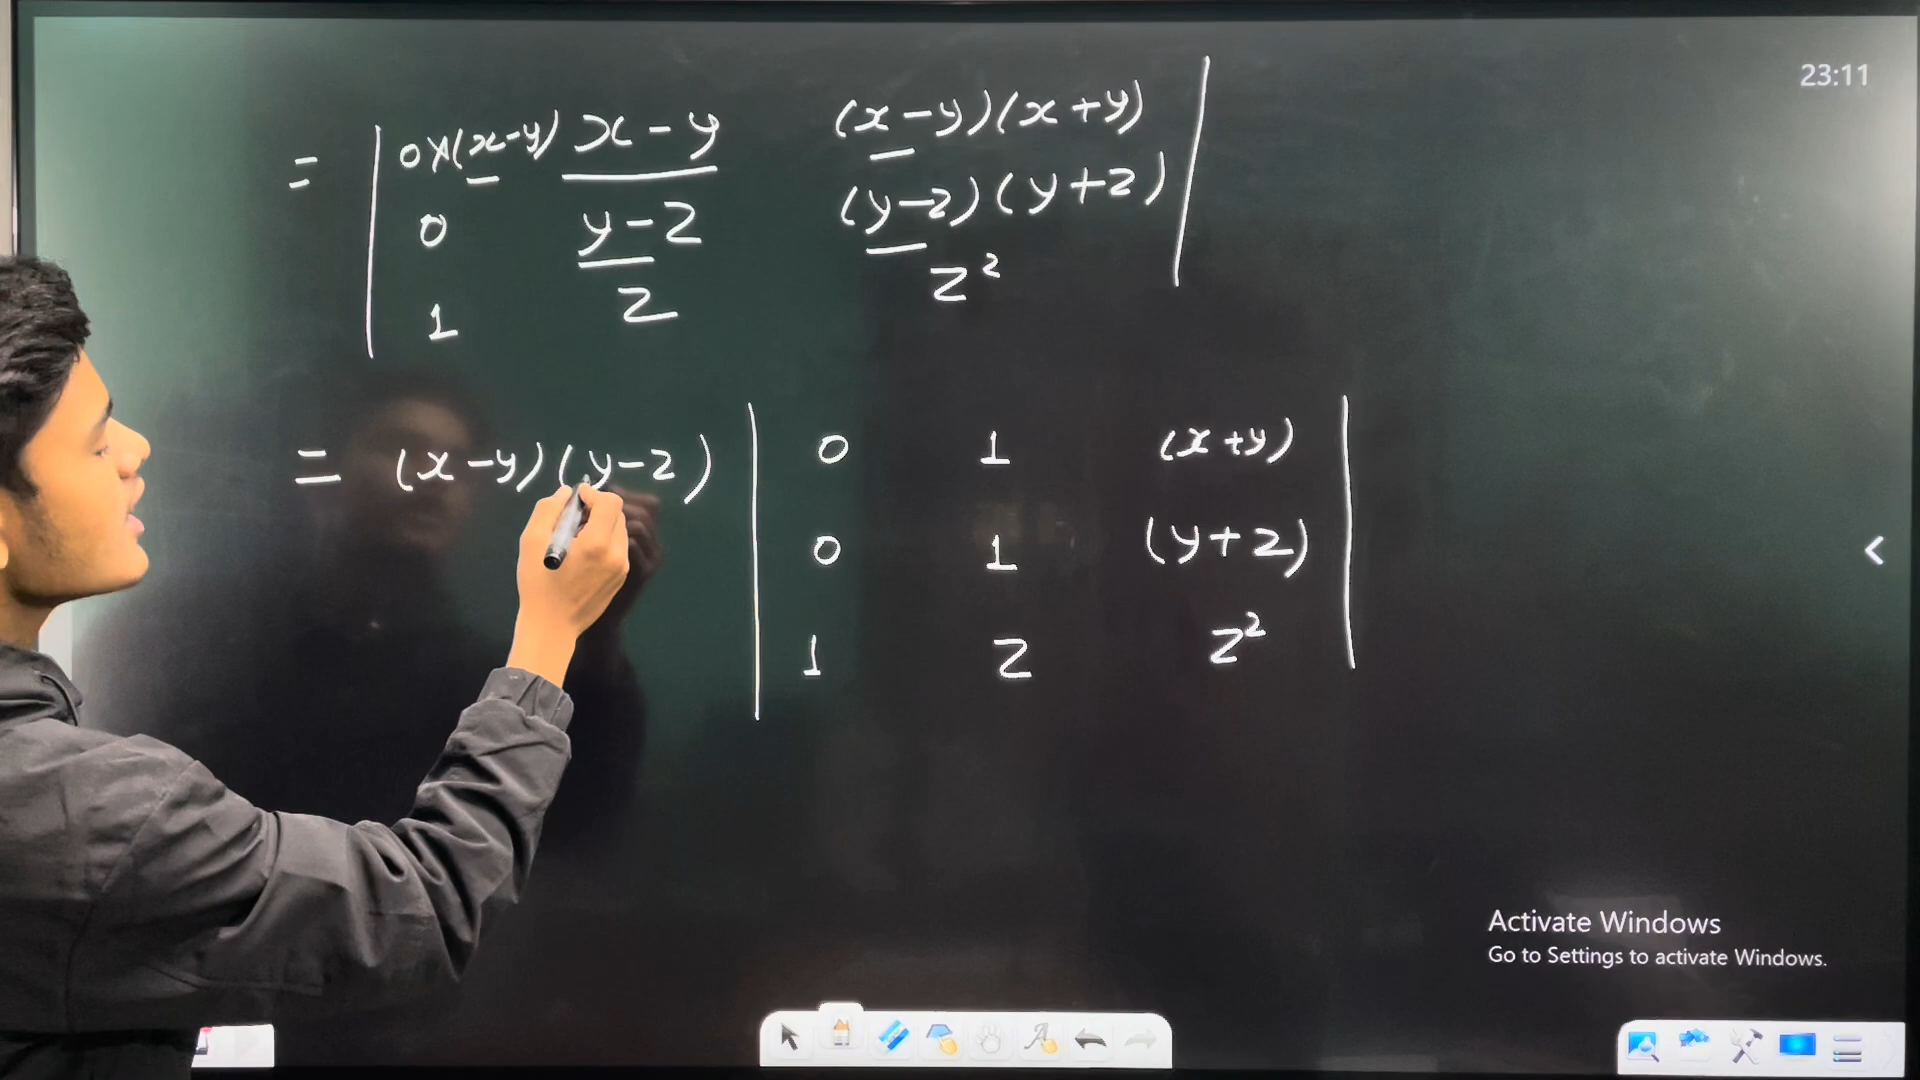 23:11
= | 0×(x-y) x-y (x-y)(x+y) |
0 y-z (y-z)(y+z)
1 z z²
= (x-y)(y-z) | 0 1 (x+y) |
0 1 (y+z)
1 z z²
Activate Windows
Go to Settings to activate Windows.